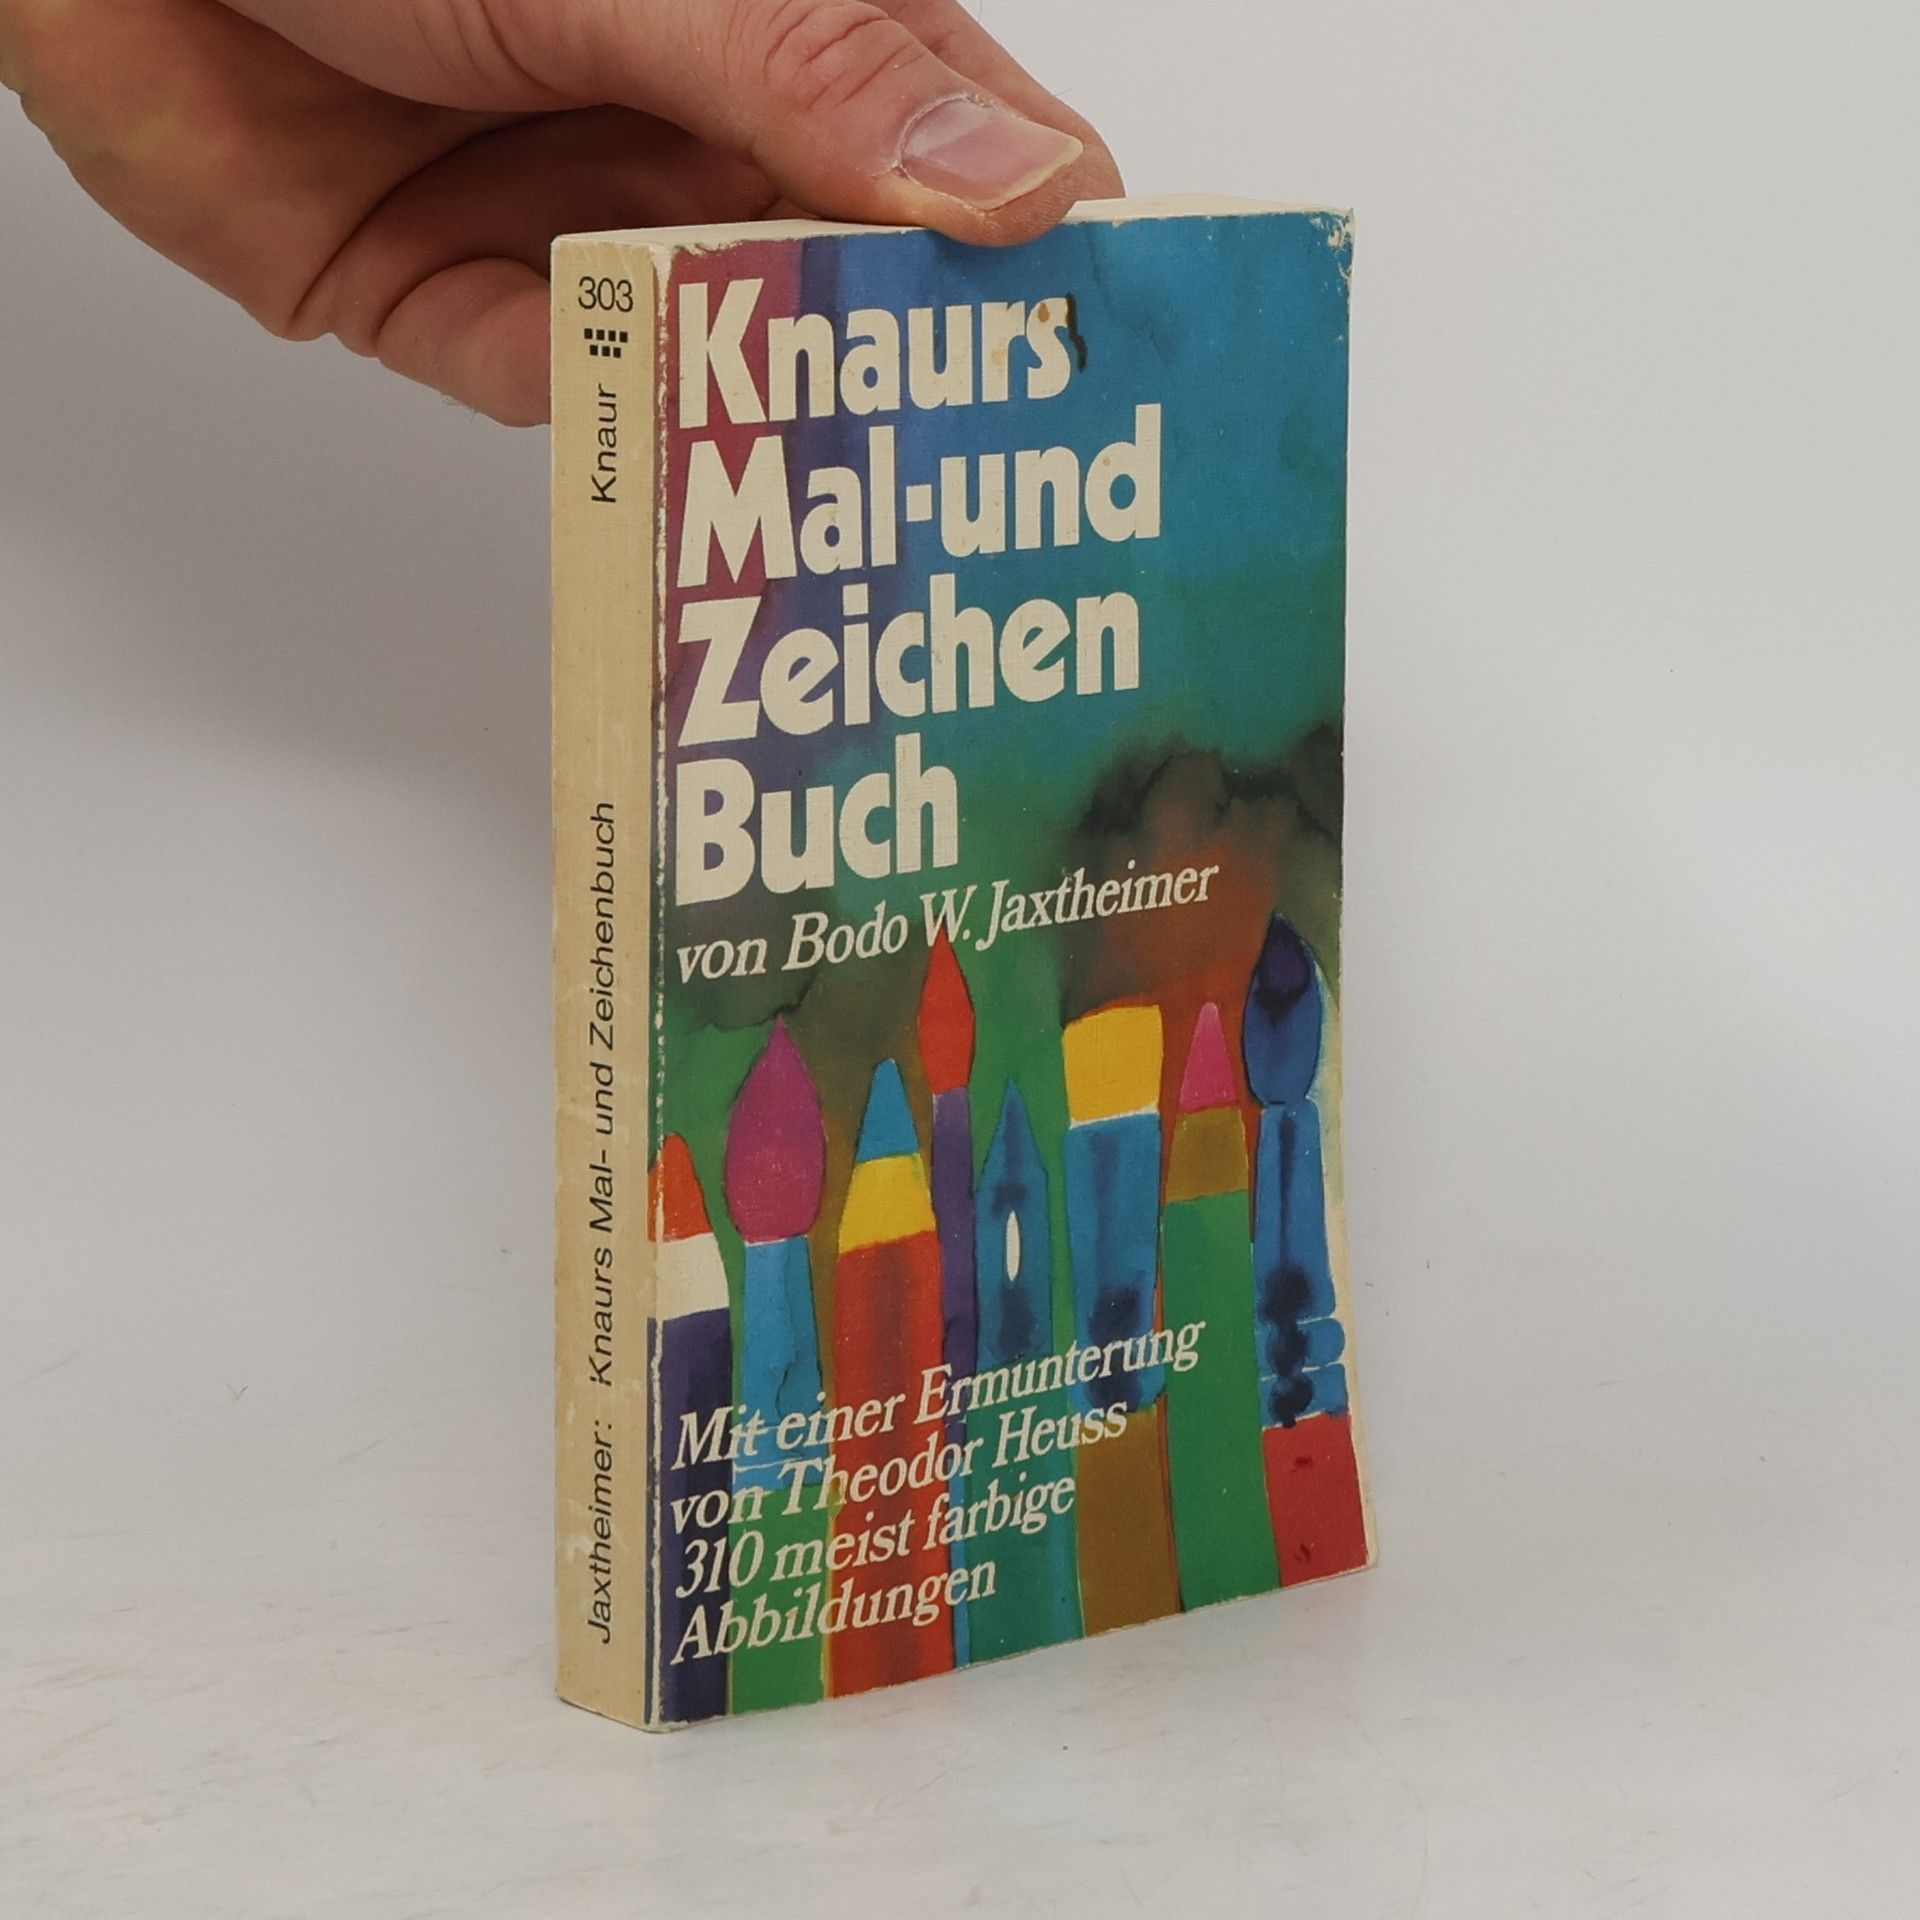 303
Knaur
Jaxtheimer: Knaurs Mal- und Zeichenbuch
Knaurs
Mal-und
Zeichen
Buch
von Bodo W. Jaxtheimer
Mit einer Ermunterung
von Theodor Heuss
310 meist farbige
Abbildungen